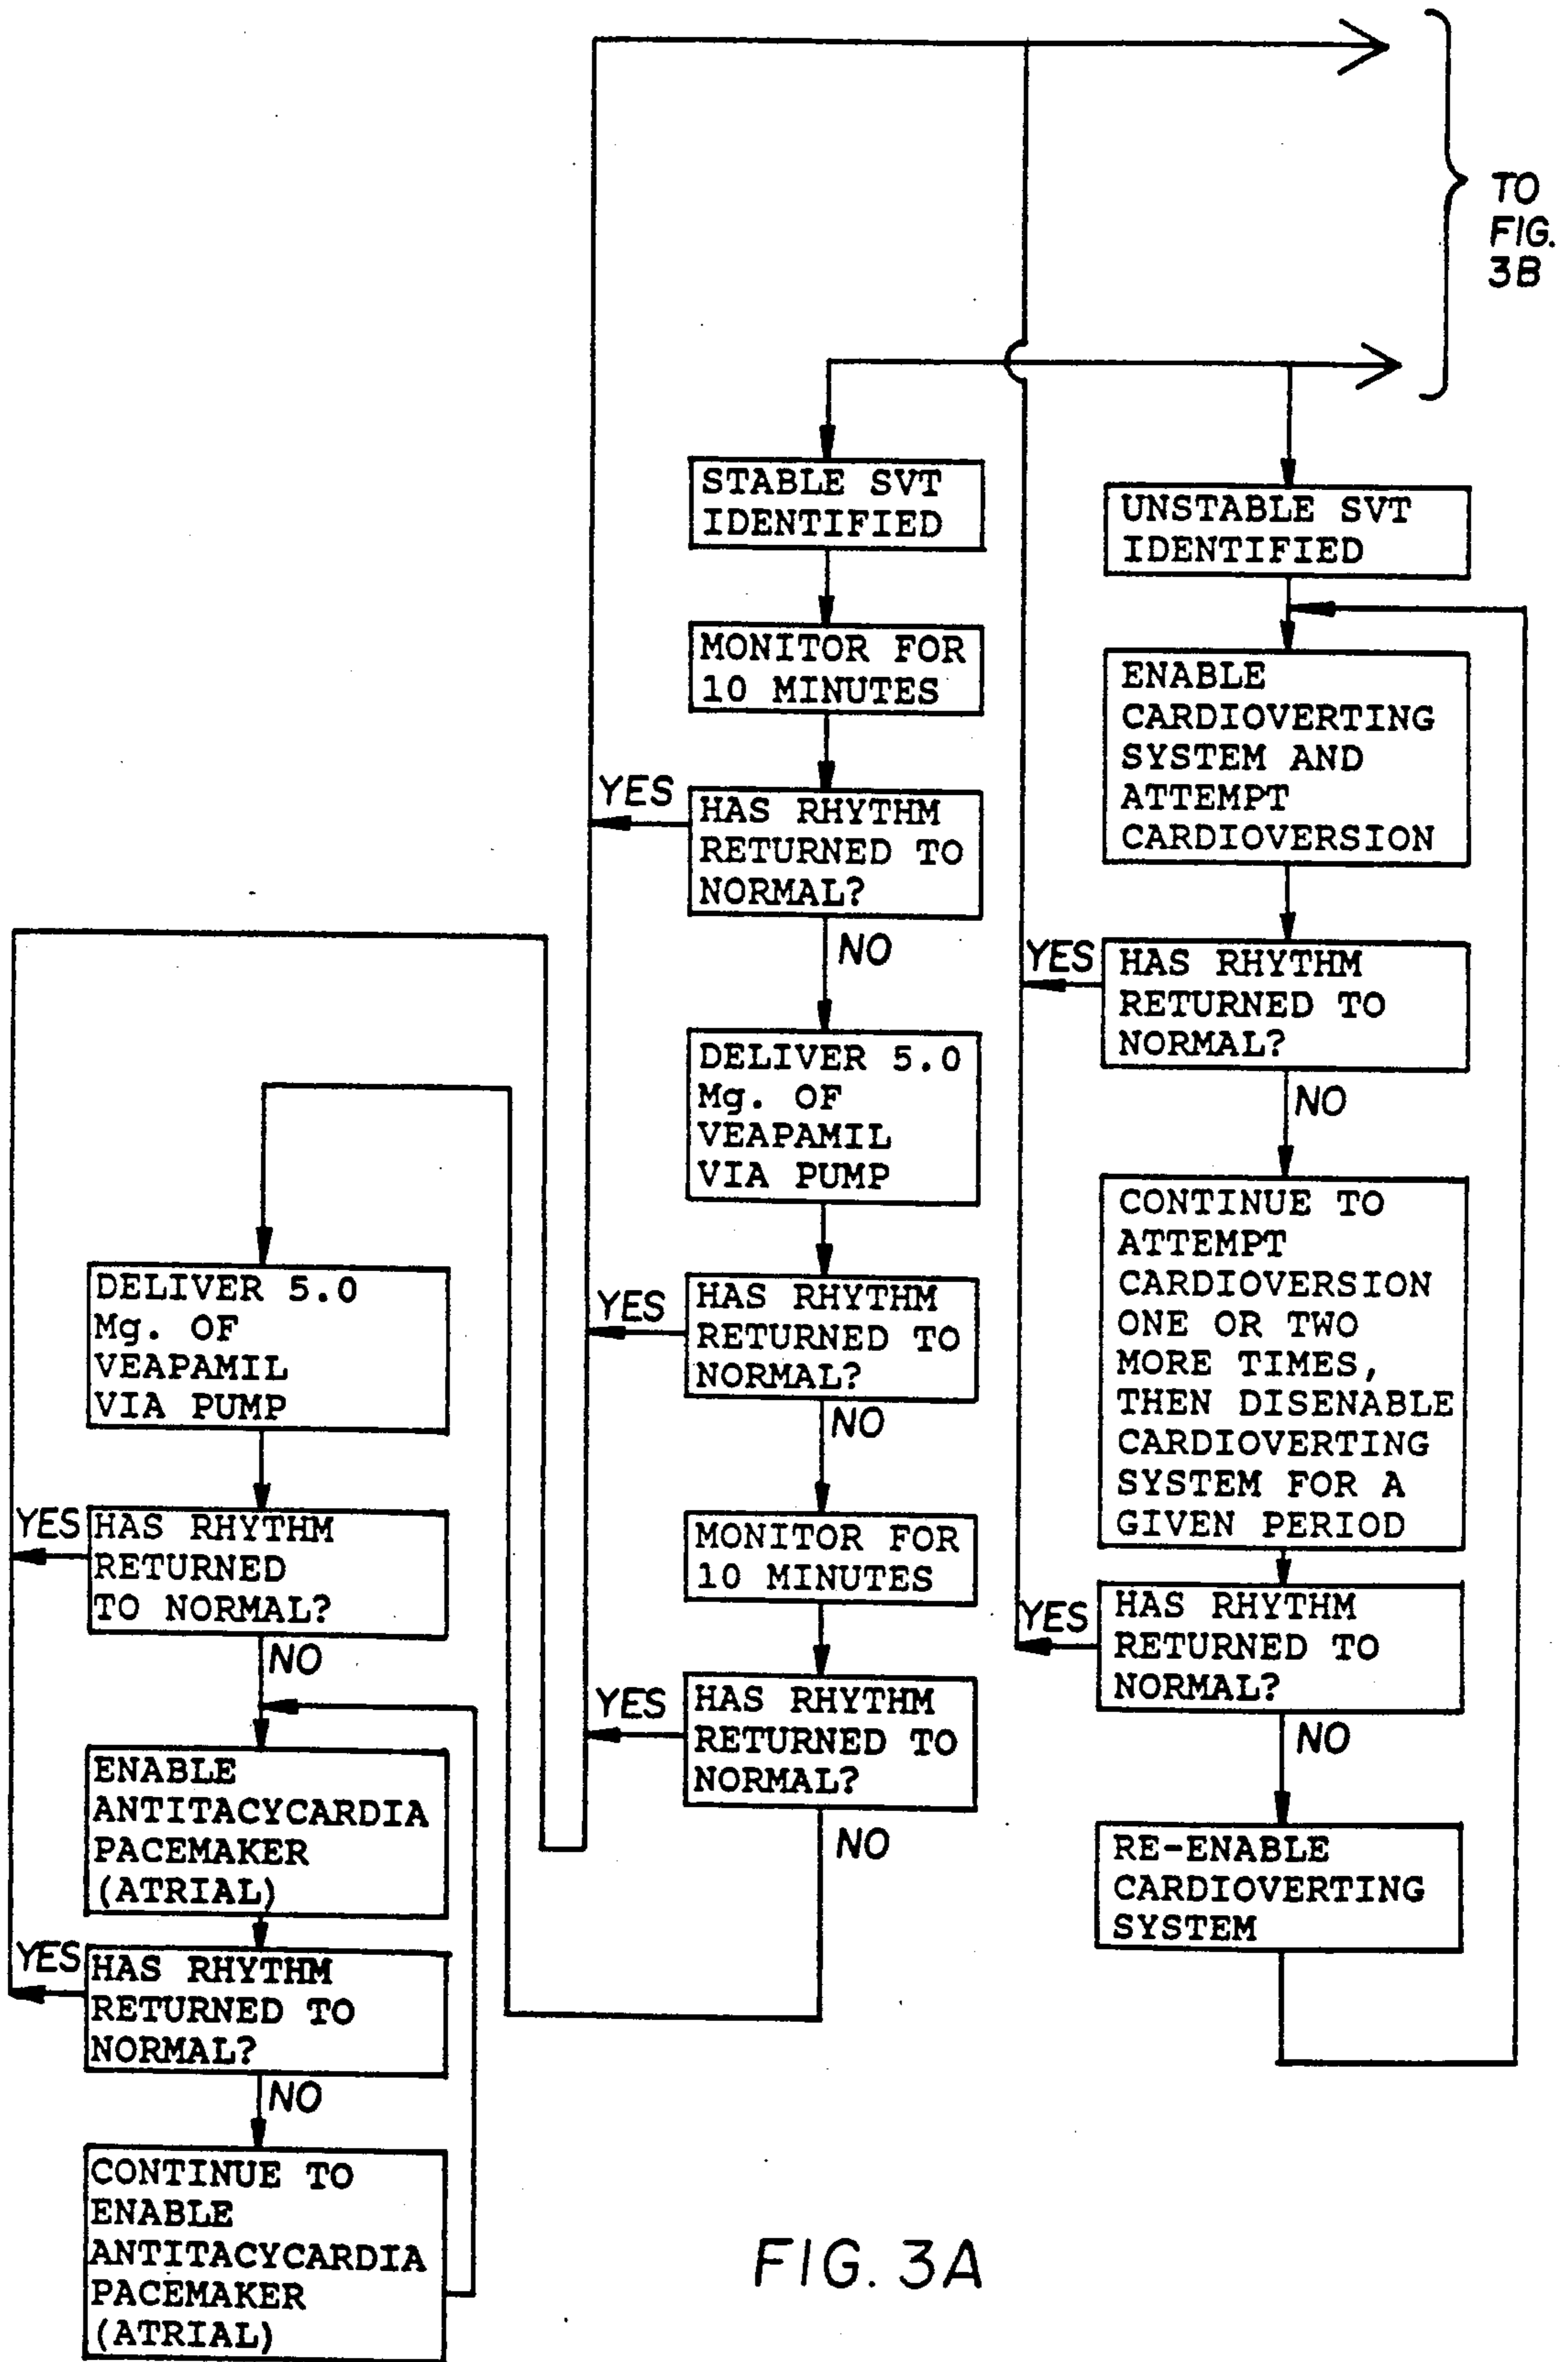 TO
FIG.
3B
STABLE SVT
IDENTIFIED
MONITOR FOR
10 MINUTES
YES
HAS RHYTHM
RETURNED TO
NORMAL?
NO
DELIVER 5.0
Mg. OF
VEAPAMIL
VIA PUMP
YES
HAS RHYTHM
RETURNED TO
NORMAL?
NO
MONITOR FOR
10 MINUTES
YES
HAS RHYTHM
RETURNED TO
NORMAL?
NO
UNSTABLE SVT
IDENTIFIED
ENABLE
CARDIOVERTING
SYSTEM AND
ATTEMPT
CARDIOVERSION
YES
HAS RHYTHM
RETURNED TO
NORMAL?
NO
CONTINUE TO
ATTEMPT
CARDIOVERSION
ONE OR TWO
MORE TIMES,
THEN DISENABLE
CARDIOVERTING
SYSTEM FOR A
GIVEN PERIOD
YES
HAS RHYTHM
RETURNED TO
NORMAL?
NO
RE-ENABLE
CARDIOVERTING
SYSTEM
DELIVER 5.0
Mg. OF
VEAPAMIL
VIA PUMP
YES
HAS RHYTHM
RETURNED
TO NORMAL?
NO
ENABLE
ANTITACYCARDIA
PACEMAKER
(ATRIAL)
YES
HAS RHYTHM
RETURNED TO
NORMAL?
NO
CONTINUE TO
ENABLE
ANTITACYCARDIA
PACEMAKER
(ATRIAL)
FIG. 3A